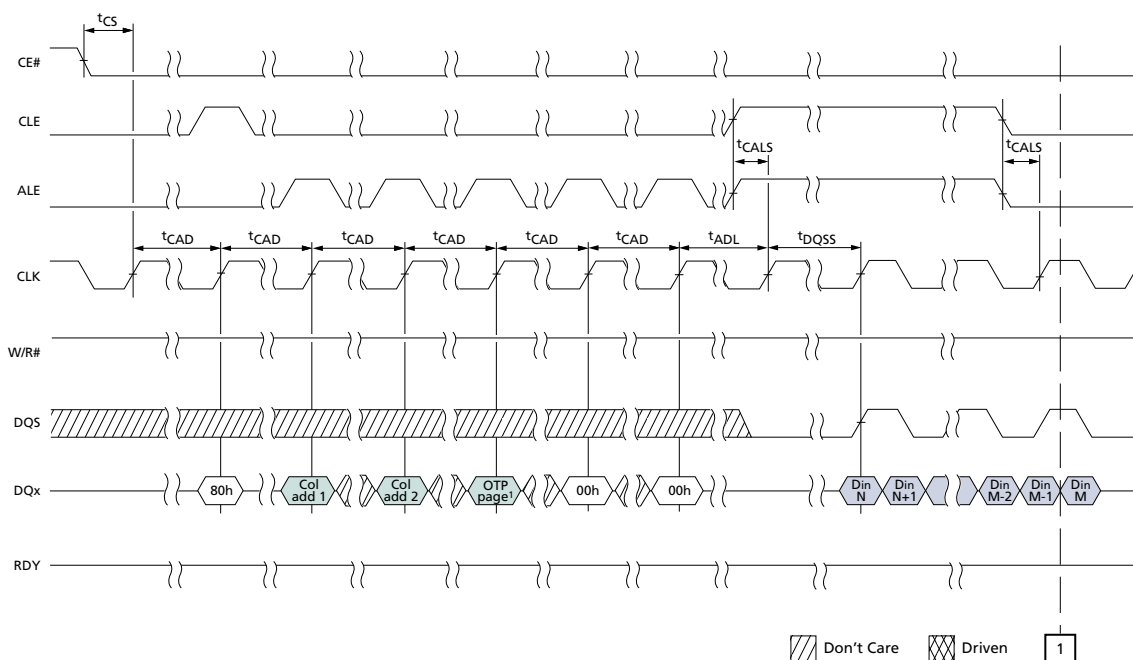 tCS
CE#
CLE
tCALS tCALS
ALE
tCAD tCAD tCAD tCAD tCAD tCAD tADL tDQSS
CLK
W/R#
DQS
DQx 80h Col add 1 Col add 2 OTP page1 00h 00h Din N Din N+1 Din M-2 Din M-1 Din M
RDY
Don't Care Driven 1